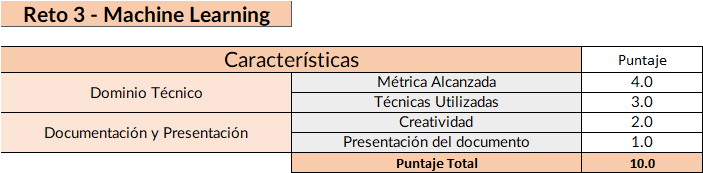 Reto 3 - Machine Learning
Características Puntaje
Dominio Técnico Métrica Alcanzada 4.0
Técnicas Utilizadas 3.0
Documentación y Presentación Creatividad 2.0
Presentación del documento 1.0
Puntaje Total 10.0